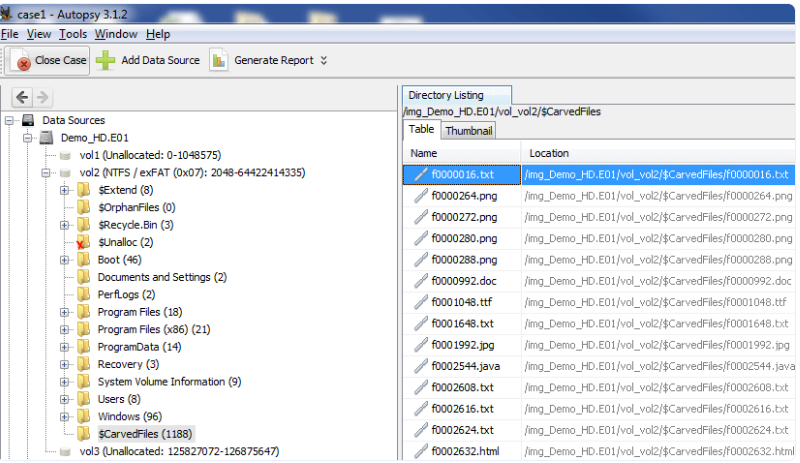 case1 - Autopsy 3.1.2
File View Tools Window Help
Close Case Add Data Source Generate Report
Data Sources
Demo_HD.E01
vol1 (Unallocated: 0-1048575)
vol2 (NTFS / exFAT (0x07): 2048-64422414335)
$Extend (8)
$OrphanFiles (0)
$Recycle.Bin (3)
$Unalloc (2)
Boot (46)
Documents and Settings (2)
PerfLogs (2)
Program Files (18)
Program Files (x86) (21)
ProgramData (14)
Recovery (3)
System Volume Information (9)
Users (8)
Windows (96)
$CarvedFiles (1188)
vol3 (Unallocated: 125827072-126875647)
Directory Listing
/img_Demo_HD.E01/vol_vol2/$CarvedFiles
Table Thumbnail
Name Location
f0000016.txt /img_Demo_HD.E01/vol_vol2/$CarvedFiles/f0000016.txt
f0000264.png /img_Demo_HD.E01/vol_vol2/$CarvedFiles/f0000264.png
f0000272.png /img_Demo_HD.E01/vol_vol2/$CarvedFiles/f0000272.png
f0000280.png /img_Demo_HD.E01/vol_vol2/$CarvedFiles/f0000280.png
f0000288.png /img_Demo_HD.E01/vol_vol2/$CarvedFiles/f0000288.png
f0000992.doc /img_Demo_HD.E01/vol_vol2/$CarvedFiles/f0000992.doc
f0001048.ttf /img_Demo_HD.E01/vol_vol2/$CarvedFiles/f0001048.ttf
f0001648.txt /img_Demo_HD.E01/vol_vol2/$CarvedFiles/f0001648.txt
f0001992.jpg /img_Demo_HD.E01/vol_vol2/$CarvedFiles/f0001992.jpg
f0002544.java /img_Demo_HD.E01/vol_vol2/$CarvedFiles/f0002544.java
f0002608.txt /img_Demo_HD.E01/vol_vol2/$CarvedFiles/f0002608.txt
f0002616.txt /img_Demo_HD.E01/vol_vol2/$CarvedFiles/f0002616.txt
f0002624.txt /img_Demo_HD.E01/vol_vol2/$CarvedFiles/f0002624.txt
f0002632.html /img_Demo_HD.E01/vol_vol2/$CarvedFiles/f0002632.html